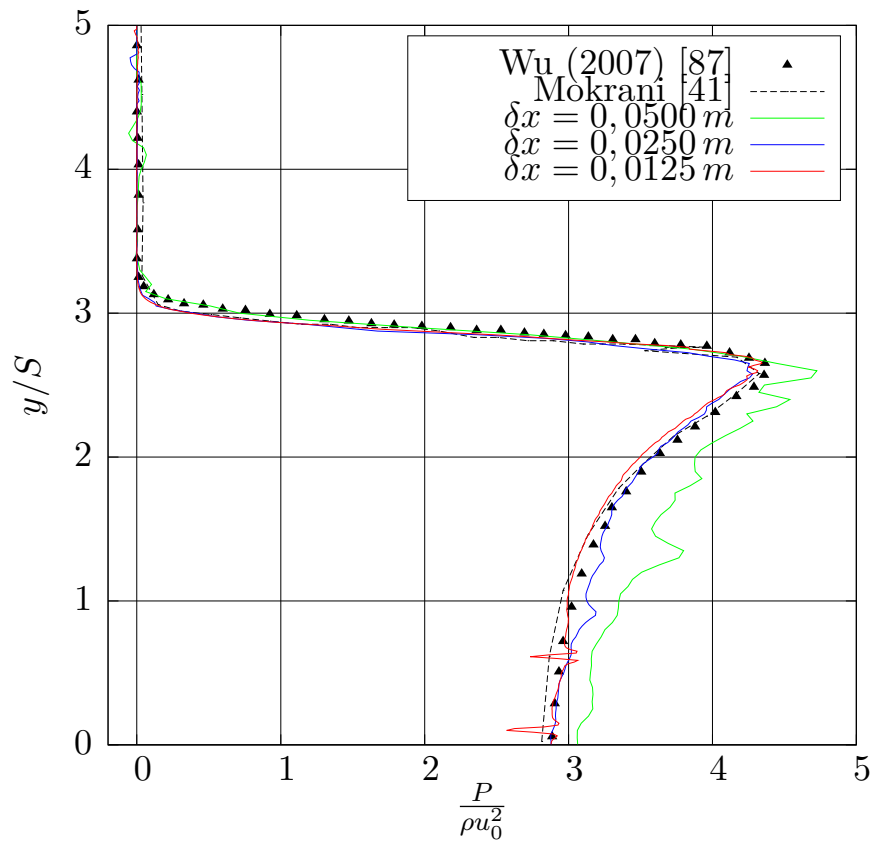 5
4
3
2
1
0
y/S
Wu (2007) [87]
Mokrani [41]
δx = 0, 0500 m
δx = 0, 0250 m
δx = 0, 0125 m
0 1 2 3 4 5
P
ρu₀²